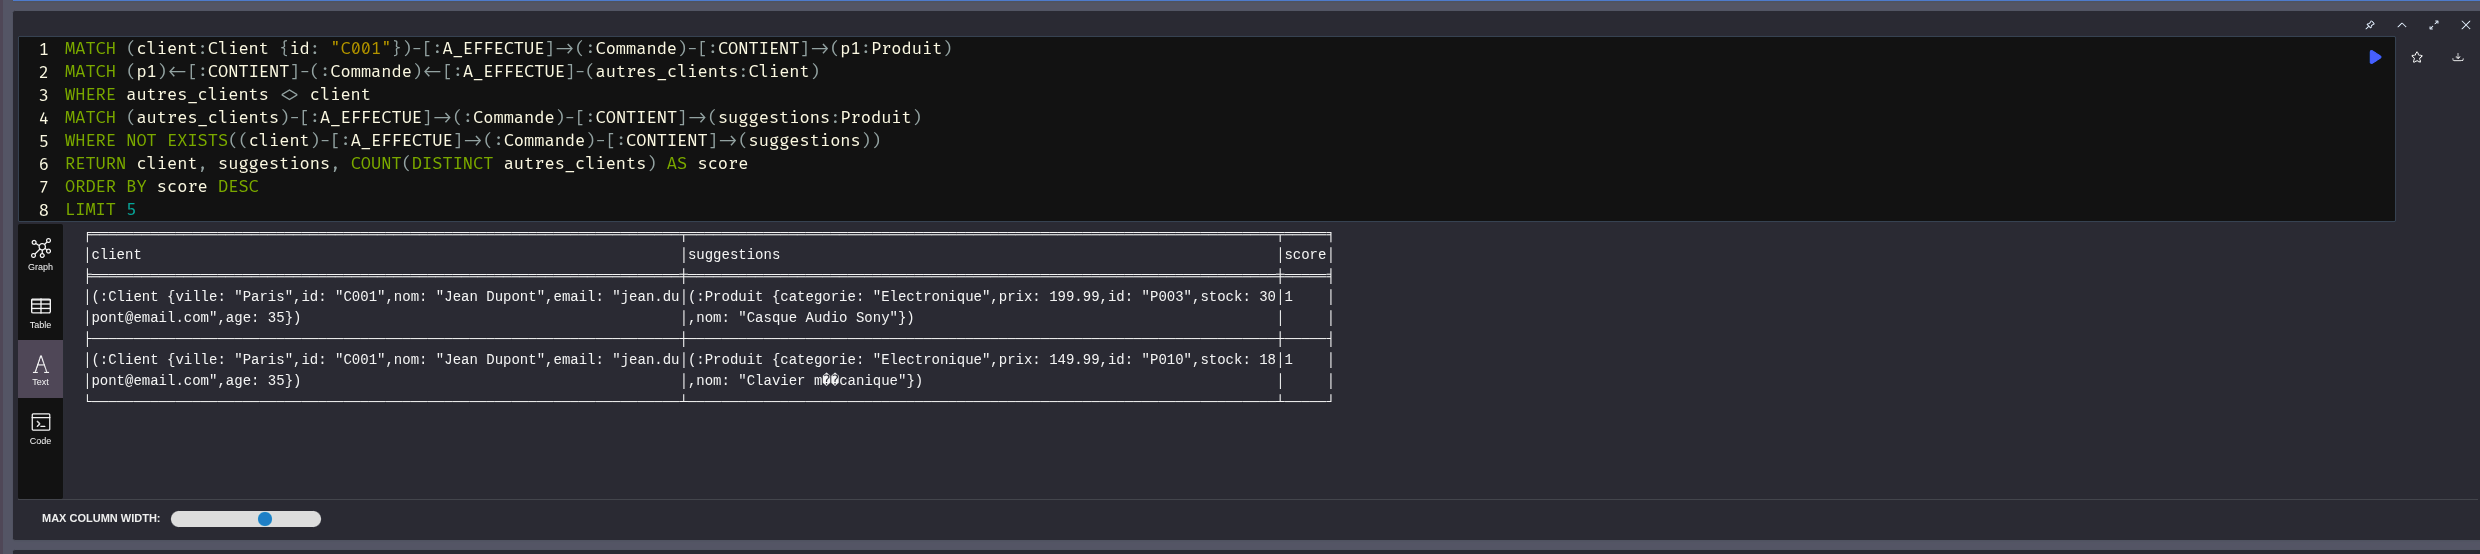 1 MATCH (client:Client {id: "C001"})-[:A_EFFECTUE]->(:Commande)-[:CONTIENT]->(p1:Produit)
2 MATCH (p1)<-[:CONTIENT]-(:Commande)<-[:A_EFFECTUE]-(autres_clients:Client)
3 WHERE autres_clients <> client
4 MATCH (autres_clients)-[:A_EFFECTUE]->(:Commande)-[:CONTIENT]->(suggestions:Produit)
5 WHERE NOT EXISTS((client)-[:A_EFFECTUE]->(:Commande)-[:CONTIENT]->(suggestions))
6 RETURN client, suggestions, COUNT(DISTINCT autres_clients) AS score
7 ORDER BY score DESC
8 LIMIT 5
Graph
Table
Text
Code
client suggestions score
(:Client {ville: "Paris",id: "C001",nom: "Jean Dupont",email: "jean.du (:Produit {categorie: "Electronique",prix: 199.99,id: "P003",stock: 30 1
pont@email.com",age: 35}) ,nom: "Casque Audio Sony"})
(:Client {ville: "Paris",id: "C001",nom: "Jean Dupont",email: "jean.du (:Produit {categorie: "Electronique",prix: 149.99,id: "P010",stock: 18 1
pont@email.com",age: 35}) ,nom: "Clavier m��canique"})
MAX COLUMN WIDTH: